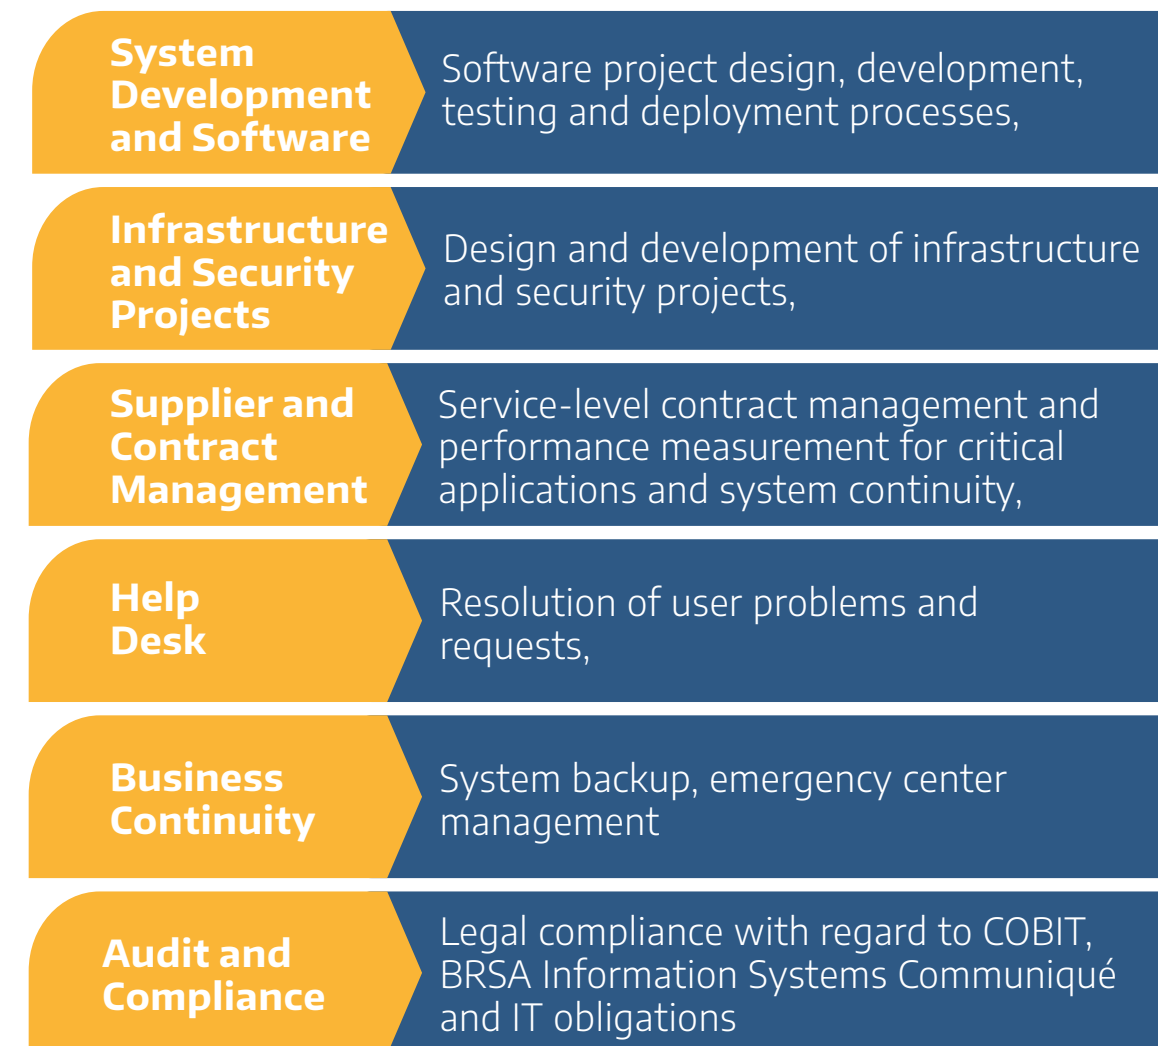 System
Development
and Software
Software project design, development,
testing and deployment processes,
Infrastructure
and Security
Projects
Design and development of infrastructure
and security projects,
Supplier and
Contract
Management
Service-level contract management and
performance measurement for critical
applications and system continuity,
Help
Desk
Resolution of user problems and
requests,
Business
Continuity
System backup, emergency center
management
Audit and
Compliance
Legal compliance with regard to COBIT,
BRSA Information Systems Communiqué
and IT obligations